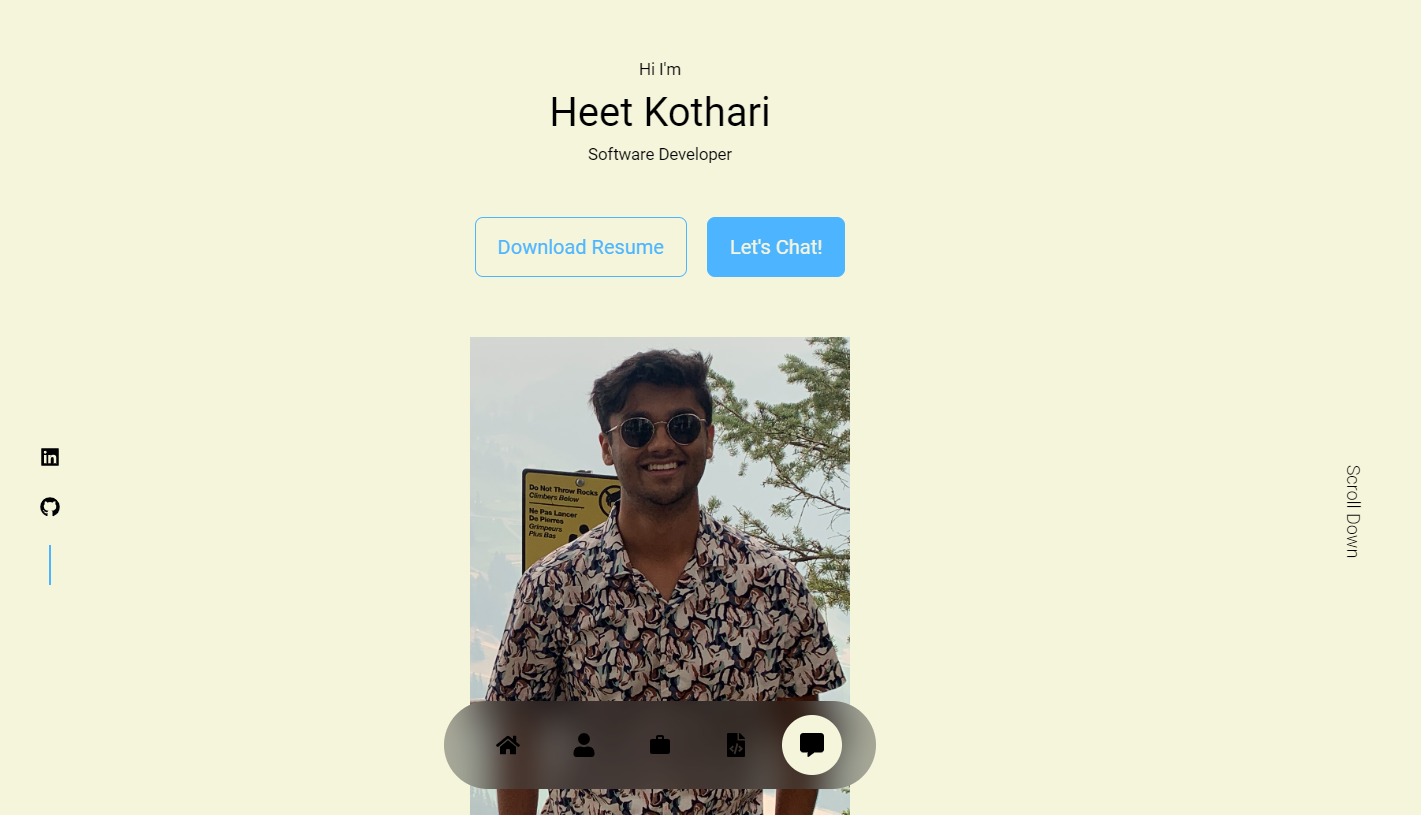 Hi I'm
Heet Kothari
Software Developer
Download Resume
Let's Chat!
Do Not Throw Rocks
Climbers Below
Ne Pas Lancer
De Pierres
Grimpeurs
Plus Bas
Scroll Down